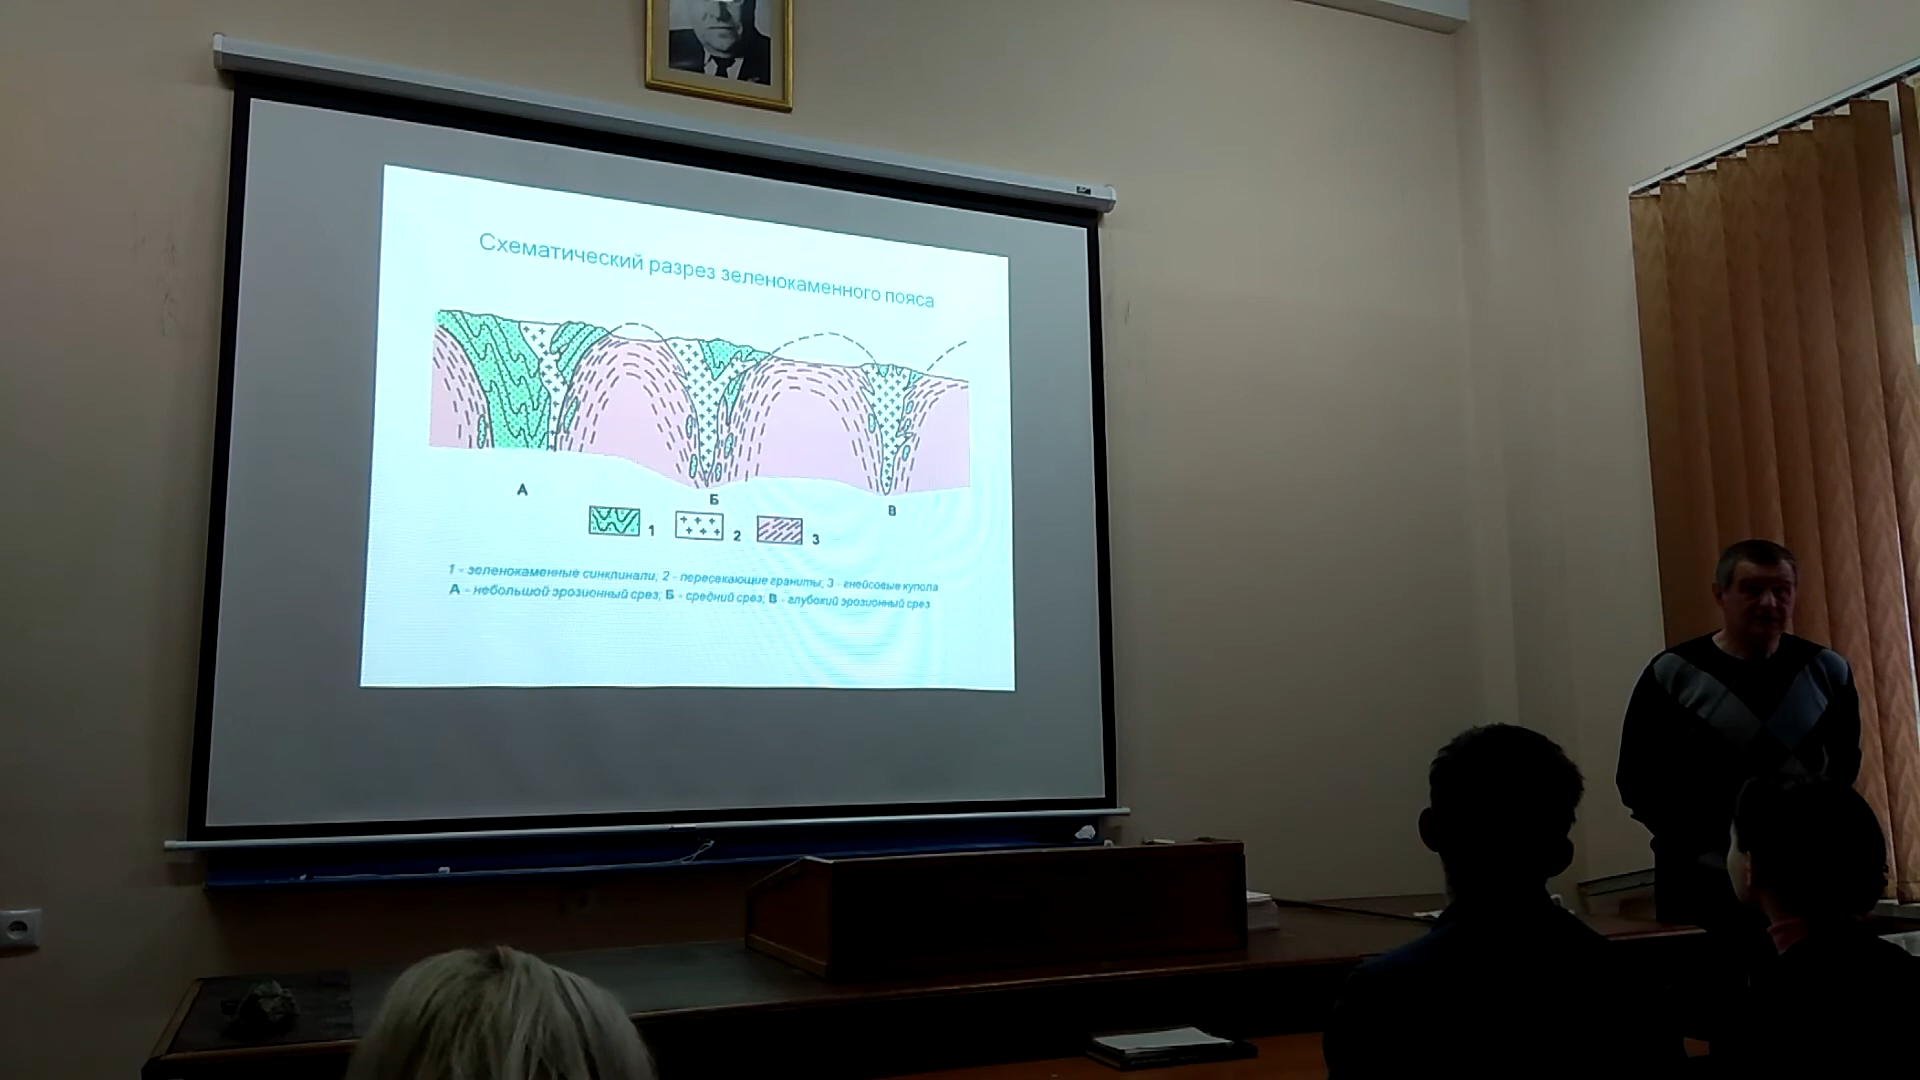 Схематический разрез зеленокаменного пояса
А
Б
В
1 2 3
1 - зеленокаменные синклинали; 2 - пересекающие граниты; 3 - гнейсовые купола
А - небольшой эрозионный срез; Б - средний срез; В - глубокий эрозионный срез